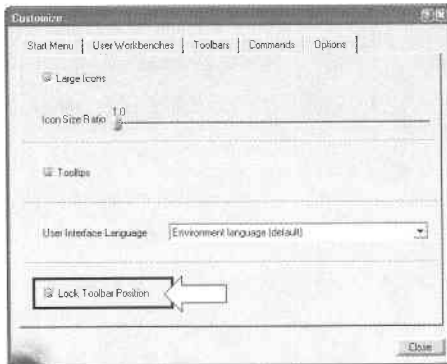 Customize
Start Menu User Workbenches Toolbars Commands Options
Large Icons
1.0
Icon Size Ratio
Tooltips
User Interface Language Environment language (default)
Lock Toolbar Position
Close